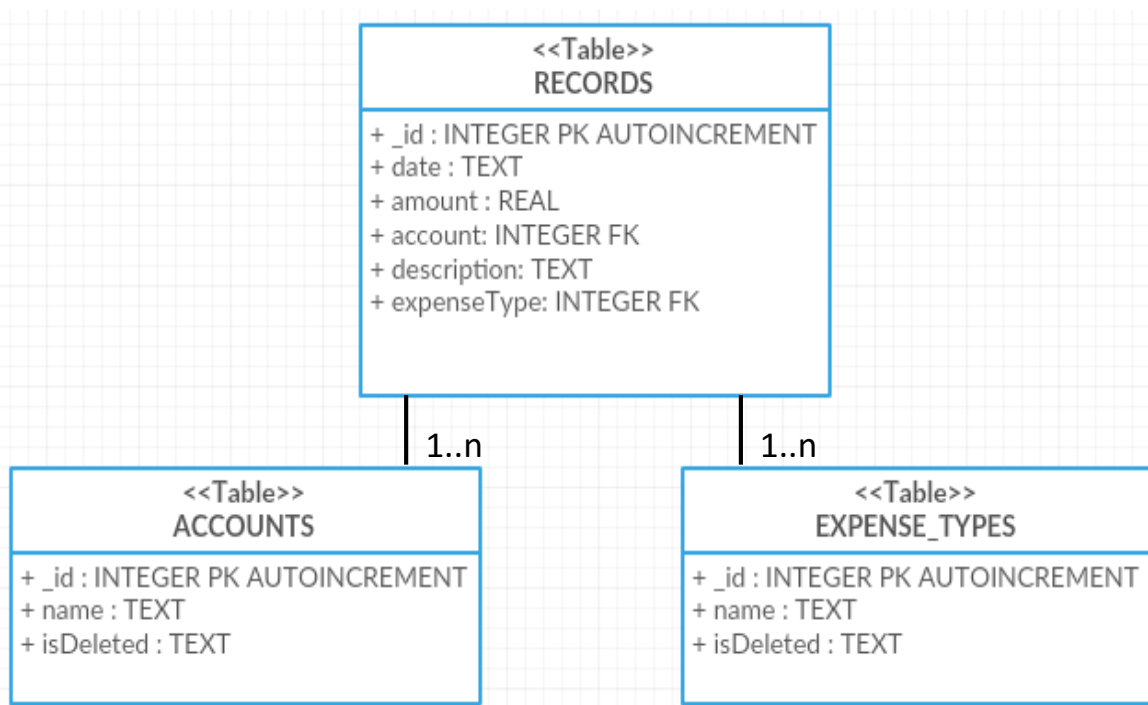 <<Table>>
RECORDS
+ _id : INTEGER PK AUTOINCREMENT
+ date : TEXT
+ amount : REAL
+ account: INTEGER FK
+ description: TEXT
+ expenseType: INTEGER FK
1..n
1..n
<<Table>>
ACCOUNTS
+ _id : INTEGER PK AUTOINCREMENT
+ name : TEXT
+ isDeleted : TEXT
<<Table>>
EXPENSE_TYPES
+ _id : INTEGER PK AUTOINCREMENT
+ name : TEXT
+ isDeleted : TEXT